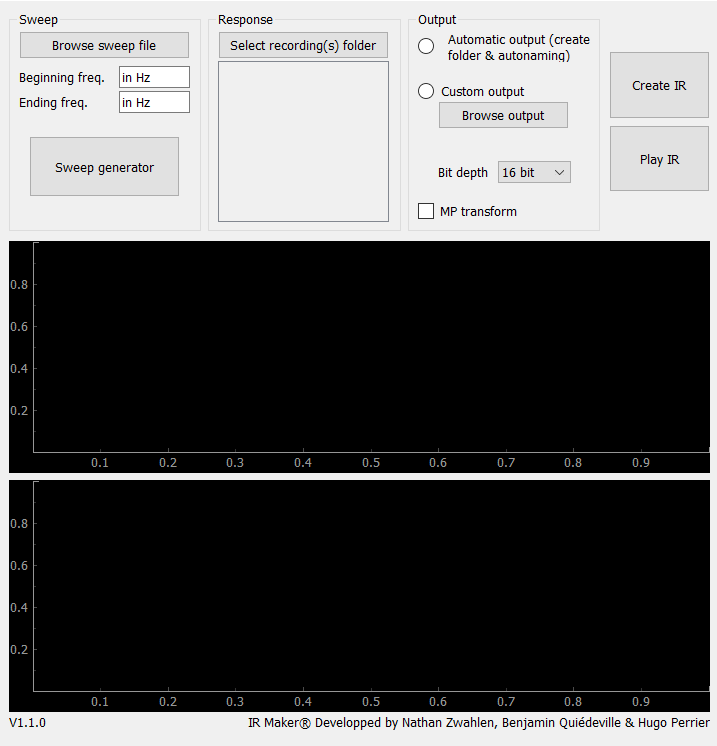 Sweep
Browse sweep file
Beginning freq. in Hz
Ending freq. in Hz
Sweep generator
Response
Select recording(s) folder
Output
Automatic output (create
folder & autonaming)
Custom output
Browse output
Bit depth 16 bit
MP transform
Create IR
Play IR
0.8
0.6
0.4
0.2
0.1 0.2 0.3 0.4 0.5 0.6 0.7 0.8 0.9
0.8
0.6
0.4
0.2
0.1 0.2 0.3 0.4 0.5 0.6 0.7 0.8 0.9
V1.1.0 IR Maker® Developped by Nathan Zwahlen, Benjamin Quiédeville & Hugo Perrier